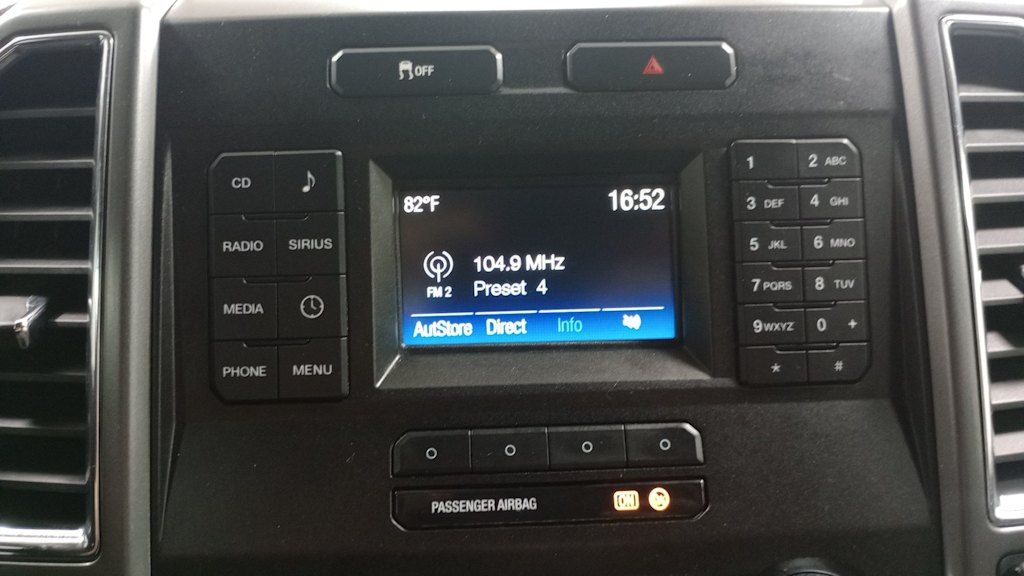 OFF
82°F 16:52
104.9 MHz
FM 2 Preset 4
AutStore Direct Info
CD
RADIO SIRIUS
MEDIA
PHONE MENU
1 2 ABC
3 DEF 4 GHI
5 JKL 6 MNO
7 PQRS 8 TUV
9 WXYZ 0 +
* #
PASSENGER AIRBAG ON